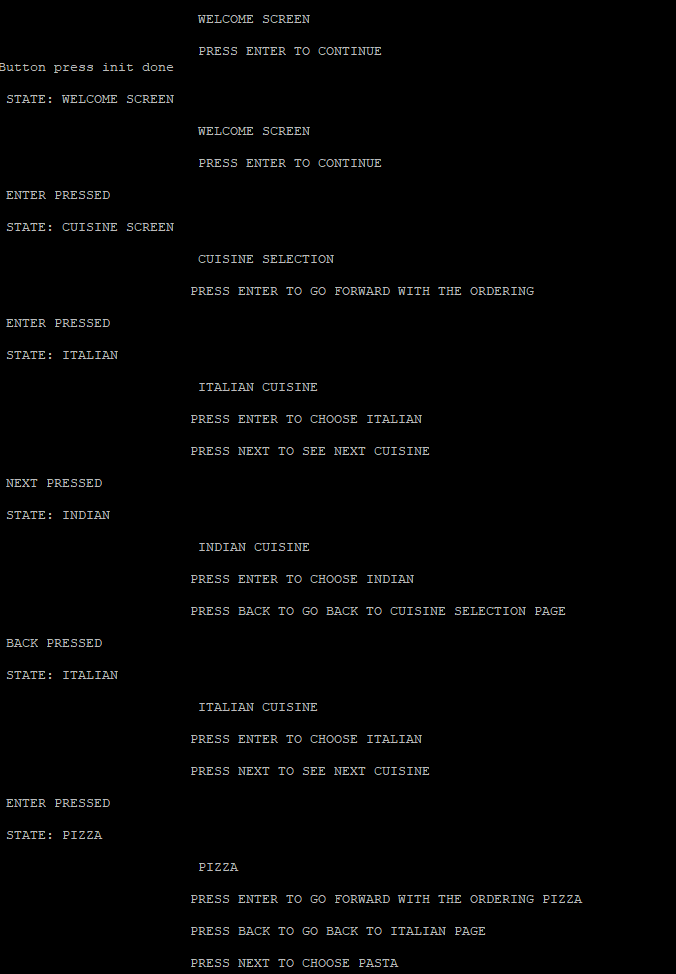 WELCOME SCREEN
PRESS ENTER TO CONTINUE
Button press init done
STATE: WELCOME SCREEN
WELCOME SCREEN
PRESS ENTER TO CONTINUE
ENTER PRESSED
STATE: CUISINE SCREEN
CUISINE SELECTION
PRESS ENTER TO GO FORWARD WITH THE ORDERING
ENTER PRESSED
STATE: ITALIAN
ITALIAN CUISINE
PRESS ENTER TO CHOOSE ITALIAN
PRESS NEXT TO SEE NEXT CUISINE
NEXT PRESSED
STATE: INDIAN
INDIAN CUISINE
PRESS ENTER TO CHOOSE INDIAN
PRESS BACK TO GO BACK TO CUISINE SELECTION PAGE
BACK PRESSED
STATE: ITALIAN
ITALIAN CUISINE
PRESS ENTER TO CHOOSE ITALIAN
PRESS NEXT TO SEE NEXT CUISINE
ENTER PRESSED
STATE: PIZZA
PIZZA
PRESS ENTER TO GO FORWARD WITH THE ORDERING PIZZA
PRESS BACK TO GO BACK TO ITALIAN PAGE
PRESS NEXT TO CHOOSE PASTA